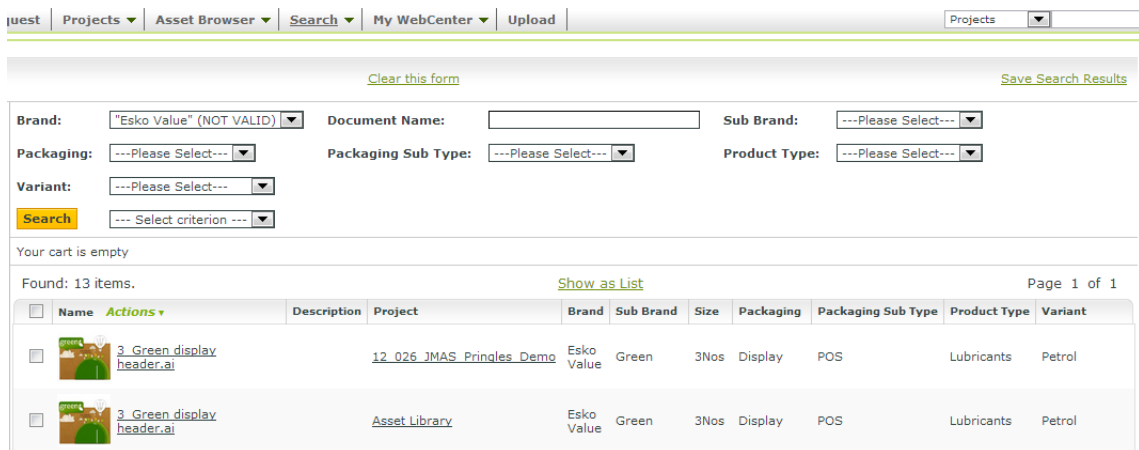 Projects Asset Browser Search My WebCenter Upload Projects
Clear this form Save Search Results
Brand: "Esko Value" (NOT VALID) Document Name: Sub Brand: ---Please Select---
Packaging: ---Please Select--- Packaging Sub Type: ---Please Select--- Product Type: ---Please Select---
Variant: ---Please Select---
Search --- Select criterion ---
Your cart is empty
Found: 13 items. Show as List Page 1 of 1
Name Actions Description Project Brand Sub Brand Size Packaging Packaging Sub Type Product Type Variant
3_Green display header.ai 12_026_JMAS_Pringles_Demo Esko Value Green 3Nos Display POS Lubricants Petrol
3_Green display header.ai Asset Library Esko Value Green 3Nos Display POS Lubricants Petrol